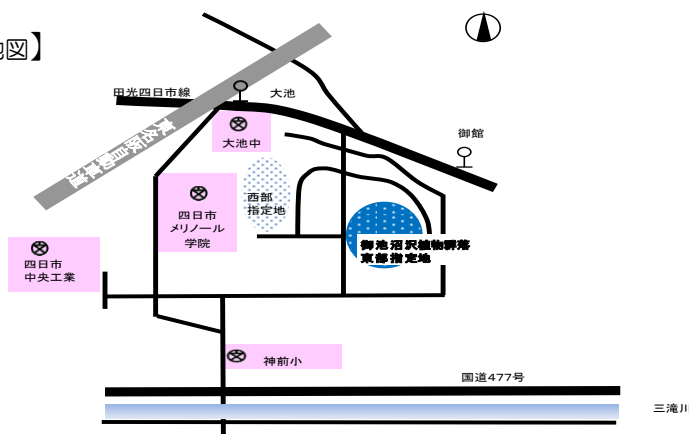 地図】
甲光四日市線
大池
東名阪自動車道
御館
大池中
西部
指定地
四日市
メリノール
学院
御池沼沢植物群落
東部指定地
四日市
中央工業
神前小
国道477号
三滝川